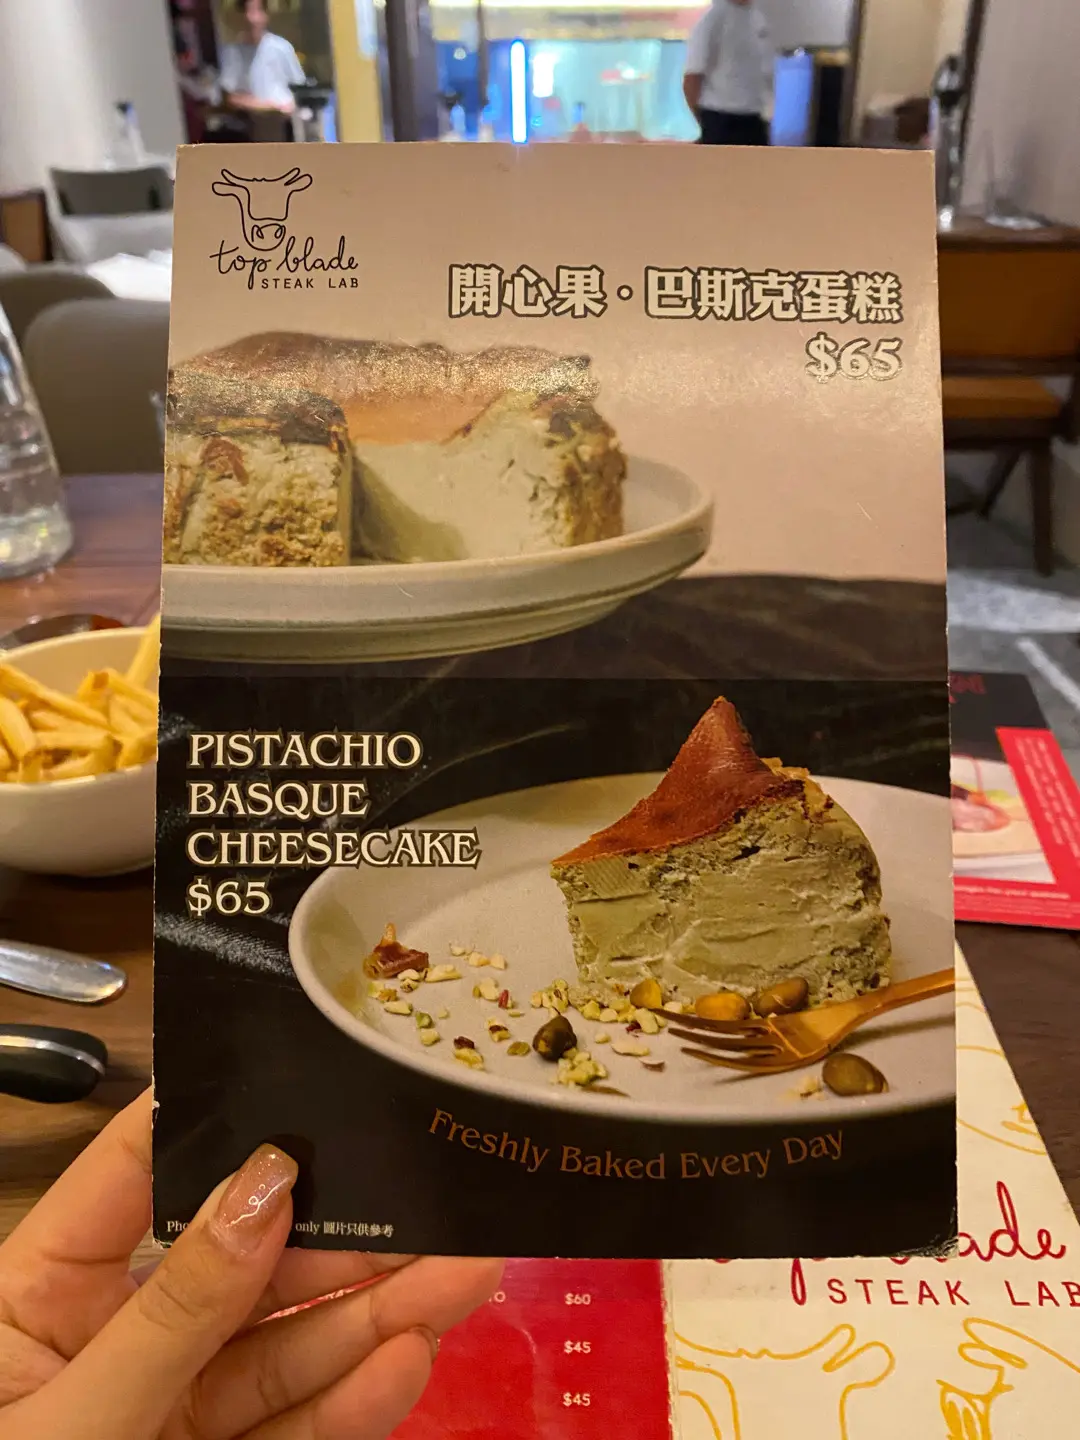 top blade
STEAK LAB
開心果・巴斯克蛋糕
$65
PISTACHIO
BASQUE
CHEESECAKE
$65
Freshly Baked Every Day
only 圖片只供參考
$60
$45
$45
STEAK LAB